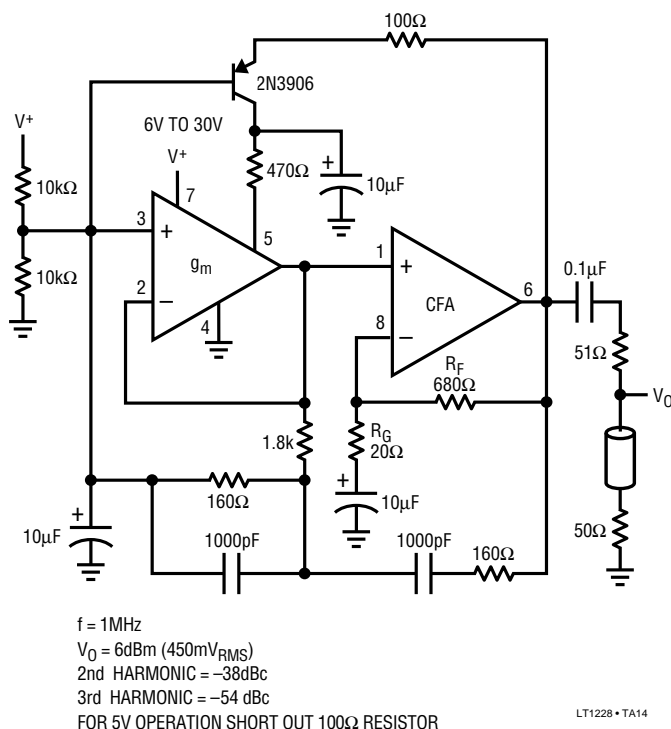 100Ω
2N3906
V+
6V TO 30V
V+
10kΩ
470Ω
+
10µF
7
3
+
5
gm
1
+
0.1µF
6
10kΩ
2
−
CFA
4
8
−
51Ω
RF
680Ω
VO
1.8k
RG
20Ω
160Ω
+
10µF
+
10µF
50Ω
1000pF
1000pF
160Ω
f = 1MHz
VO = 6dBm (450mVRMS)
2nd HARMONIC = −38dBc
3rd HARMONIC = −54 dBc
FOR 5V OPERATION SHORT OUT 100Ω RESISTOR
LT1228 • TA14